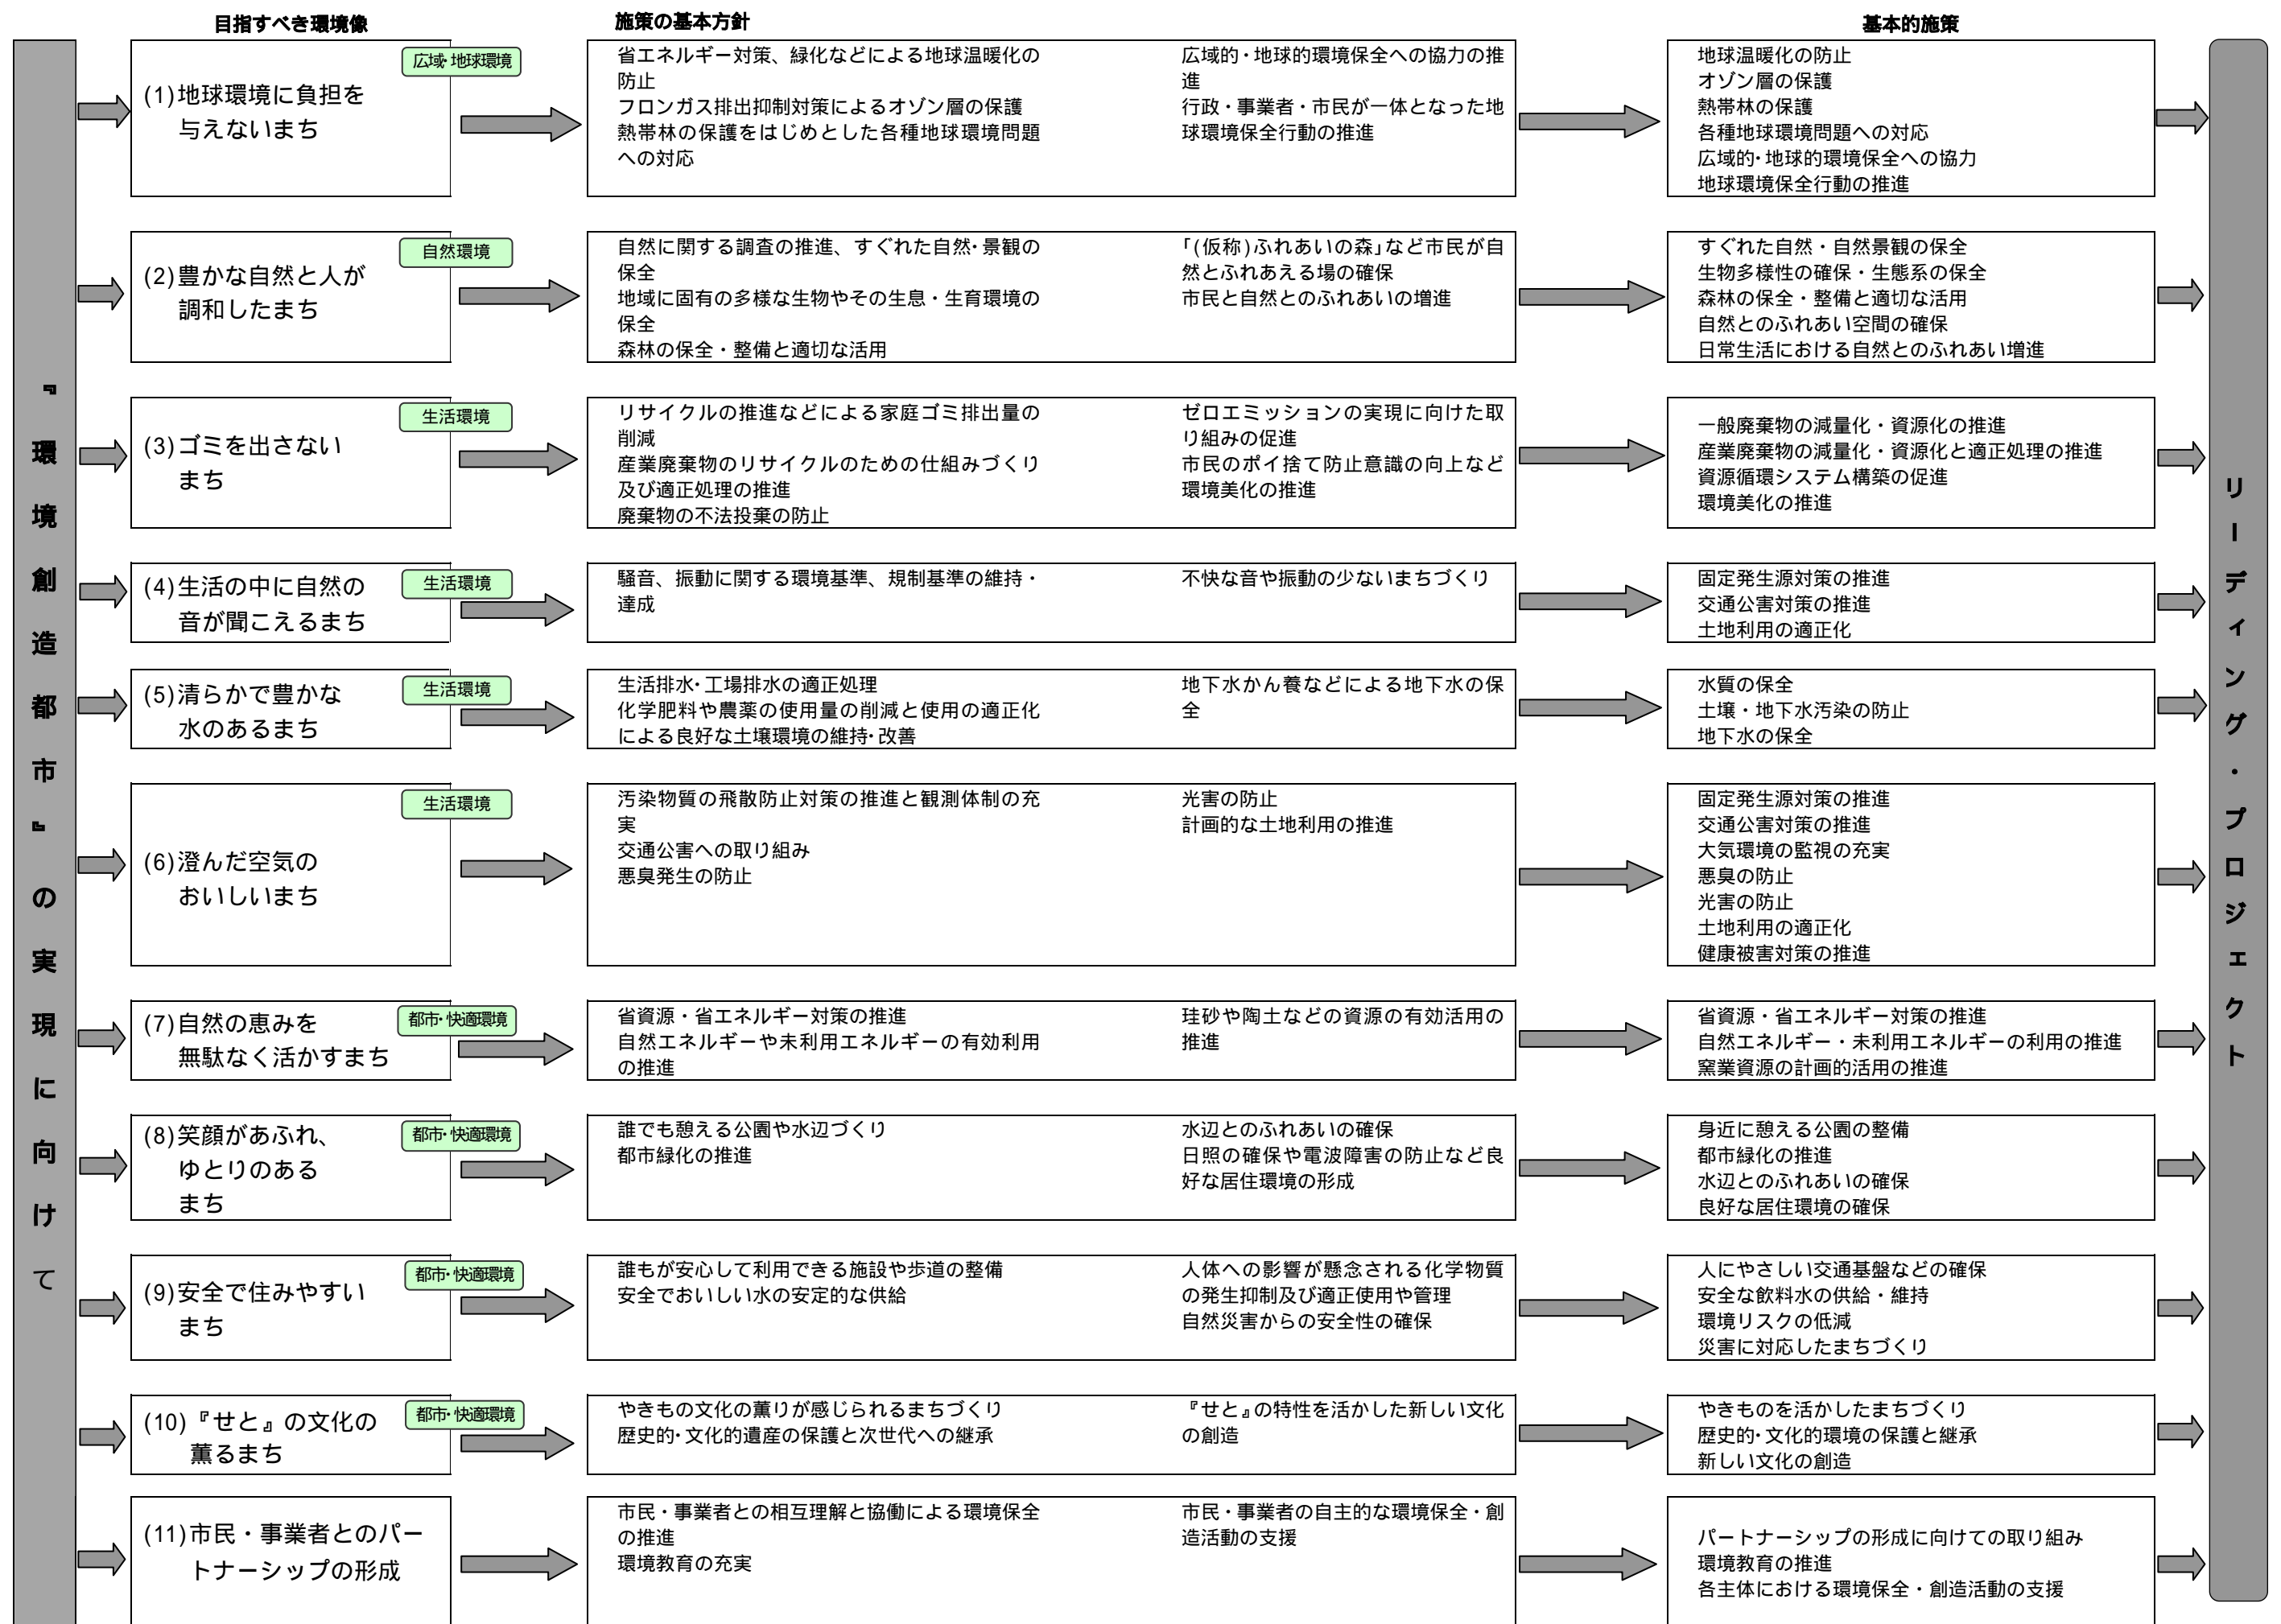 目指すべき環境像
施策の基本方針
基本的施策
『環境創造都市』の実現に向けて
(1)地球環境に負担を
与えないまち
広域・地球環境
省エネルギー対策、緑化などによる地球温暖化の
防止
フロンガス排出抑制対策によるオゾン層の保護
熱帯林の保護をはじめとした各種地球環境問題
への対応
広域的・地球的環境保全への協力の推
進
行政・事業者・市民が一体となった地
球環境保全行動の推進
地球温暖化の防止
オゾン層の保護
熱帯林の保護
各種地球環境問題への対応
広域的・地球的環境保全への協力
地球環境保全行動の推進
(2)豊かな自然と人が
調和したまち
自然環境
自然に関する調査の推進、すぐれた自然・景観の
保全
地域に固有の多様な生物やその生息・生育環境の
保全
森林の保全・整備と適切な活用
「(仮称)ふれあいの森」など市民が自
然とふれあえる場の確保
市民と自然とのふれあいの増進
すぐれた自然・自然景観の保全
生物多様性の確保・生態系の保全
森林の保全・整備と適切な活用
自然とのふれあい空間の確保
日常生活における自然とのふれあい増進
(3)ゴミを出さない
まち
生活環境
リサイクルの推進などによる家庭ゴミ排出量の
削減
産業廃棄物のリサイクルのための仕組みづくり
及び適正処理の推進
廃棄物の不法投棄の防止
ゼロエミッションの実現に向けた取
り組みの促進
市民のポイ捨て防止意識の向上など
環境美化の推進
一般廃棄物の減量化・資源化の推進
産業廃棄物の減量化・資源化と適正処理の推進
資源循環システム構築の促進
環境美化の推進
(4)生活の中に自然の
音が聞こえるまち
生活環境
騒音、振動に関する環境基準、規制基準の維持・
達成
不快な音や振動の少ないまちづくり
固定発生源対策の推進
交通公害対策の推進
土地利用の適正化
(5)清らかで豊かな
水のあるまち
生活環境
生活排水・工場排水の適正処理
化学肥料や農薬の使用量の削減と使用の適正化
による良好な土壌環境の維持・改善
地下水かん養などによる地下水の保
全
水質の保全
土壌・地下水汚染の防止
地下水の保全
(6)澄んだ空気の
おいしいまち
生活環境
汚染物質の飛散防止対策の推進と観測体制の充
実
交通公害への取り組み
悪臭発生の防止
光害の防止
計画的な土地利用の推進
固定発生源対策の推進
交通公害対策の推進
大気環境の監視の充実
悪臭の防止
光害の防止
土地利用の適正化
健康被害対策の推進
(7)自然の恵みを
無駄なく活かすまち
都市・快適環境
省資源・省エネルギー対策の推進
自然エネルギーや未利用エネルギーの有効利用
の推進
珪砂や陶土などの資源の有効活用の
推進
省資源・省エネルギー対策の推進
自然エネルギー・未利用エネルギーの利用の推進
窯業資源の計画的活用の推進
(8)笑顔があふれ、
ゆとりのある
まち
都市・快適環境
誰でも憩える公園や水辺づくり
都市緑化の推進
水辺とのふれあいの確保
日照の確保や電波障害の防止など良
好な居住環境の形成
身近に憩える公園の整備
都市緑化の推進
水辺とのふれあいの確保
良好な居住環境の確保
(9)安全で住みやすい
まち
都市・快適環境
誰もが安心して利用できる施設や歩道の整備
安全でおいしい水の安定的な供給
人体への影響が懸念される化学物質
の発生抑制及び適正使用や管理
自然災害からの安全性の確保
人にやさしい交通基盤などの確保
安全な飲料水の供給・維持
環境リスクの低減
災害に対応したまちづくり
(10)『せと』の文化の
薫るまち
都市・快適環境
やきもの文化の薫りが感じられるまちづくり
歴史的・文化的遺産の保護と次世代への継承
『せと』の特性を活かした新しい文化
の創造
やきものを活かしたまちづくり
歴史的・文化的環境の保護と継承
新しい文化の創造
(11)市民・事業者とのパー
トナーシップの形成
市民・事業者との相互理解と協働による環境保全
の推進
環境教育の充実
市民・事業者の自主的な環境保全・創
造活動の支援
パートナーシップの形成に向けての取り組み
環境教育の推進
各主体における環境保全・創造活動の支援
リーディング・プロジェクト